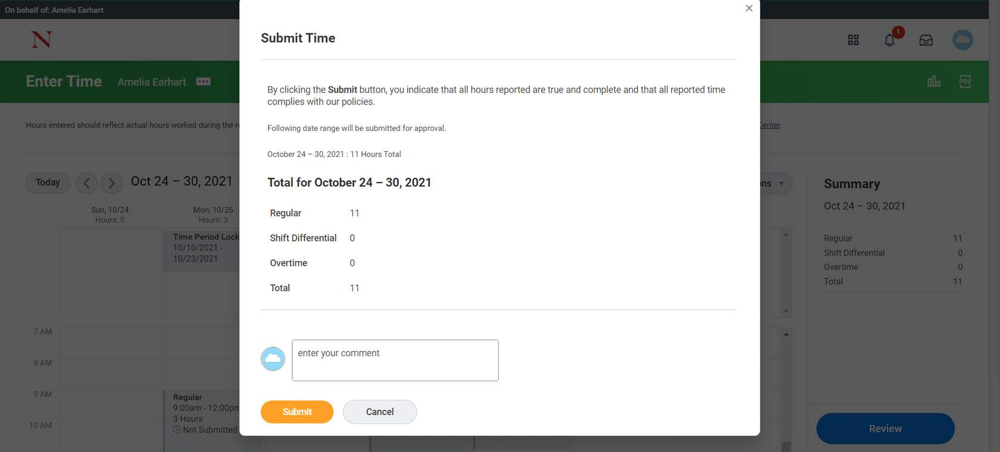 On behalf of: Amelia Earhart
N
1
Enter Time Amelia Earhart
PDF
Hours entered should reflect actual hours worked during the
Center.
Today
Oct 24 – 30, 2021
Sun, 10/24
Hours: 0
Mon, 10/25
Hours: 3
Time Period Lock
10/10/2021 -
10/23/2021
7 AM
8 AM
9 AM
10 AM
Regular
9:00am - 12:00pm
3 Hours
Not Submitted
Submit Time
By clicking the Submit button, you indicate that all hours reported are true and complete and that all reported time
complies with our policies.
Following date range will be submitted for approval.
October 24 – 30, 2021 : 11 Hours Total
Total for October 24 – 30, 2021
Regular 11
Shift Differential 0
Overtime 0
Total 11
enter your comment
Submit Cancel
Summary
Oct 24 – 30, 2021
Regular 11
Shift Differential 0
Overtime 0
Total 11
Review